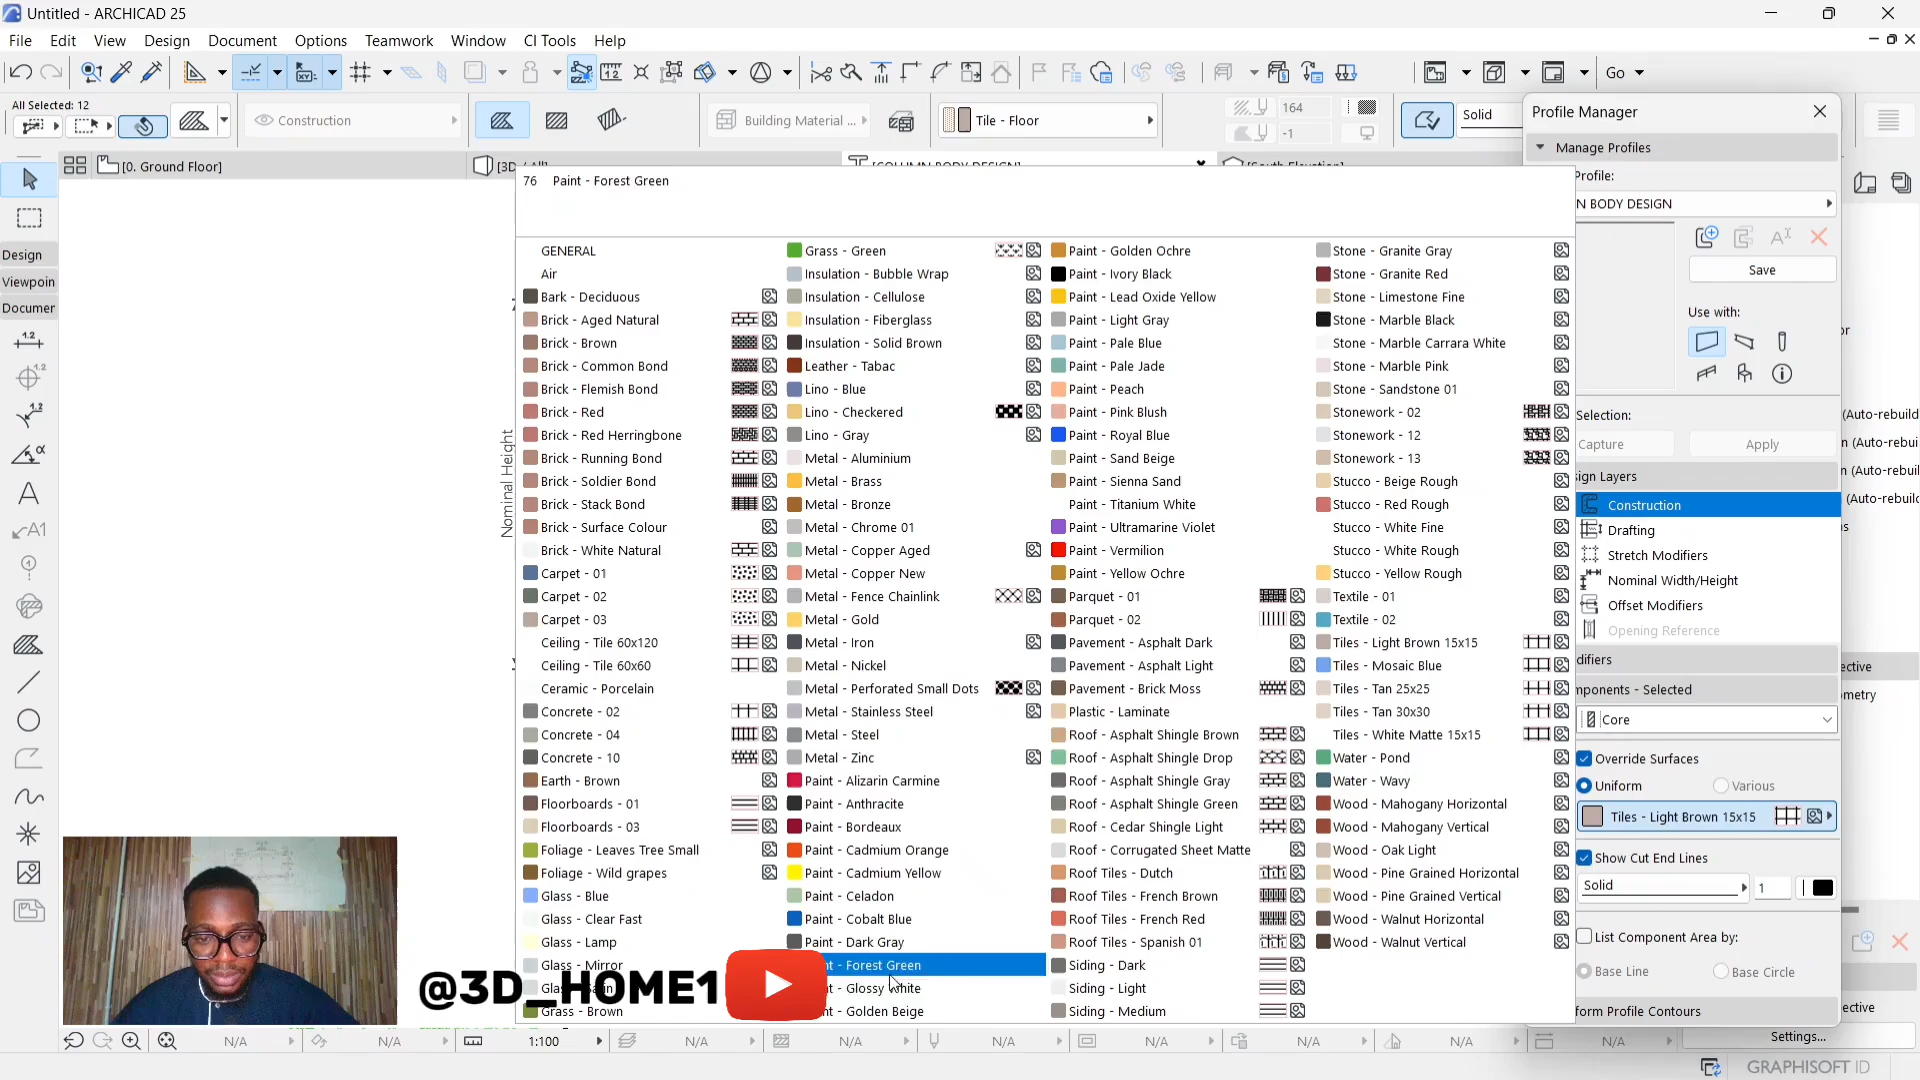 Untitled - ARCHICAD 25
File Edit View Design Document Options Teamwork Window CI Tools Help
Go
All Selected: 12
Construction
Building Material ...
Tile - Floor
164
-1
Solid
[0. Ground Floor]
[3D / All]
[COLUMN BODY DESIGN]
[South Elevation]
Profile Manager
Manage Profiles
Profile:
N BODY DESIGN
Save
Use with:
Selection:
Capture
Apply
sign Layers
Construction
Drafting
Stretch Modifiers
Nominal Width/Height
Offset Modifiers
Opening Reference
difiers
mponents - Selected
Core
Override Surfaces
Uniform
Various
Tiles - Light Brown 15x15
Show Cut End Lines
Solid
1
List Component Area by:
Base Line
Base Circle
form Profile Contours
Settings...
Design
Viewpoin
Documer
Nominal Height
76 Paint - Forest Green
GENERAL
Air
Bark - Deciduous
Brick - Aged Natural
Brick - Brown
Brick - Common Bond
Brick - Flemish Bond
Brick - Red
Brick - Red Herringbone
Brick - Running Bond
Brick - Soldier Bond
Brick - Stack Bond
Brick - Surface Colour
Brick - White Natural
Carpet - 01
Carpet - 02
Carpet - 03
Ceiling - Tile 60x120
Ceiling - Tile 60x60
Ceramic - Porcelain
Concrete - 02
Concrete - 04
Concrete - 10
Earth - Brown
Floorboards - 01
Floorboards - 03
Foliage - Leaves Tree Small
Foliage - Wild grapes
Glass - Blue
Glass - Clear Fast
Glass - Lamp
Glass - Mirror
Grass - Brown
Grass - Green
Insulation - Bubble Wrap
Insulation - Cellulose
Insulation - Fiberglass
Insulation - Solid Brown
Leather - Tabac
Lino - Blue
Lino - Checkered
Lino - Gray
Metal - Aluminium
Metal - Brass
Metal - Bronze
Metal - Chrome 01
Metal - Copper Aged
Metal - Copper New
Metal - Fence Chainlink
Metal - Gold
Metal - Iron
Metal - Nickel
Metal - Perforated Small Dots
Metal - Stainless Steel
Metal - Steel
Metal - Zinc
Paint - Alizarin Carmine
Paint - Anthracite
Paint - Bordeaux
Paint - Cadmium Orange
Paint - Cadmium Yellow
Paint - Celadon
Paint - Cobalt Blue
Paint - Dark Gray
nt - Forest Green
nt - Glossy White
nt - Golden Beige
Paint - Golden Ochre
Paint - Ivory Black
Paint - Lead Oxide Yellow
Paint - Light Gray
Paint - Pale Blue
Paint - Pale Jade
Paint - Peach
Paint - Pink Blush
Paint - Royal Blue
Paint - Sand Beige
Paint - Sienna Sand
Paint - Titanium White
Paint - Ultramarine Violet
Paint - Vermilion
Paint - Yellow Ochre
Parquet - 01
Parquet - 02
Pavement - Asphalt Dark
Pavement - Asphalt Light
Pavement - Brick Moss
Plastic - Laminate
Roof - Asphalt Shingle Brown
Roof - Asphalt Shingle Drop
Roof - Asphalt Shingle Gray
Roof - Asphalt Shingle Green
Roof - Cedar Shingle Light
Roof - Corrugated Sheet Matte
Roof Tiles - Dutch
Roof Tiles - French Brown
Roof Tiles - French Red
Roof Tiles - Spanish 01
Siding - Dark
Siding - Light
Siding - Medium
Stone - Granite Gray
Stone - Granite Red
Stone - Limestone Fine
Stone - Marble Black
Stone - Marble Carrara White
Stone - Marble Pink
Stone - Sandstone 01
Stonework - 02
Stonework - 12
Stonework - 13
Stucco - Beige Rough
Stucco - Red Rough
Stucco - White Fine
Stucco - White Rough
Stucco - Yellow Rough
Textile - 01
Textile - 02
Tiles - Light Brown 15x15
Tiles - Mosaic Blue
Tiles - Tan 25x25
Tiles - Tan 30x30
Tiles - White Matte 15x15
Water - Pond
Water - Wavy
Wood - Mahogany Horizontal
Wood - Mahogany Vertical
Wood - Oak Light
Wood - Pine Grained Horizontal
Wood - Pine Grained Vertical
Wood - Walnut Horizontal
Wood - Walnut Vertical
(Auto-rebuild
n (Auto-rebui
(Auto-rebuild
(Auto-rebuild
ective
ometry
ective
@3D_HOME1
N/A N/A 1:100 N/A N/A N/A N/A N/A N/A N/A N/A
GRAPHISOFT ID